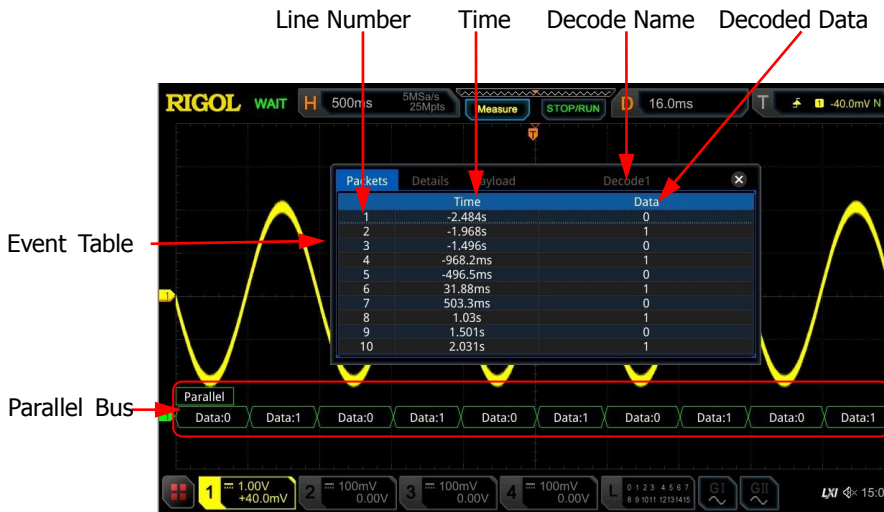 Line Number Time Decode Name Decoded Data
RIGOL WAIT H 500ms 5MSa/s 25Mpts Measure STOP/RUN D 16.0ms T 1 -40.0mV N
T
Packets Details Payload Decode1
Time Data
1 -2.484s 0
2 -1.968s 1
3 -1.496s 0
4 -968.2ms 1
5 -496.5ms 0
6 31.88ms 1
7 503.3ms 0
8 1.03s 1
9 1.501s 0
10 2.031s 1
Event Table
1
Parallel
Parallel Bus
Data:0 Data:1 Data:0 Data:1 Data:0 Data:1 Data:0 Data:1 Data:0 Data:1
1 1.00V +40.0mV 2 100mV 0.00V 3 100mV 0.00V 4 100mV 0.00V L 0 1 2 3 4 5 6 7 8 9 10 11 12 13 14 15 GI GII LXI 15:0